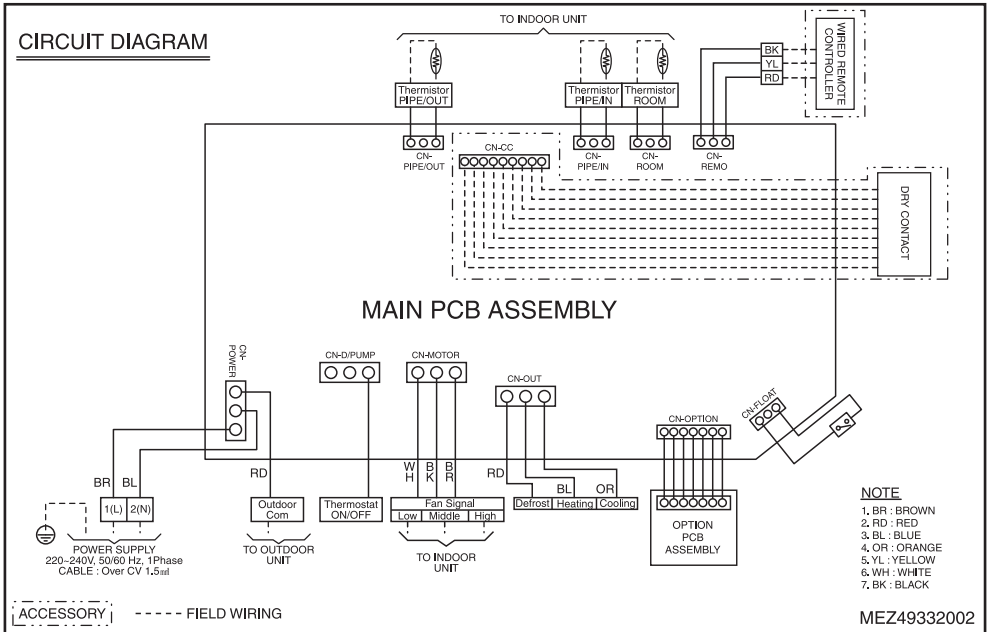 CIRCUIT DIAGRAM
TO INDOOR UNIT
Thermistor
PIPE/OUT
Thermistor
PIPE/IN
Thermistor
ROOM
BK
YL
RD
WIRED REMOTE
CONTROLLER
CN-
PIPE/OUT
CN-CC
CN-
PIPE/IN
CN-
ROOM
CN-
REMO
DRY CONTACT
MAIN PCB ASSEMBLY
CN-
POWER
CN-D/PUMP
CN-MOTOR
CN-OUT
CN-OPTION
CN-FLOAT
BR
BL
RD
WH
BK
BR
RD
BL
OR
1(L)
2(N)
Outdoor
Com
Thermostat
ON/OFF
Fan Signal
Low
Middle
High
Defrost
Heating
Cooling
OPTION
PCB
ASSEMBLY
POWER SUPPLY
220~240V, 50/60 Hz, 1Phase
CABLE : Over CV 1.5㎟
TO OUTDOOR
UNIT
TO INDOOR
UNIT
NOTE
1. BR : BROWN
2. RD : RED
3. BL : BLUE
4. OR : ORANGE
5. YL : YELLOW
6. WH : WHITE
7. BK : BLACK
ACCESSORY
FIELD WIRING
MEZ49332002